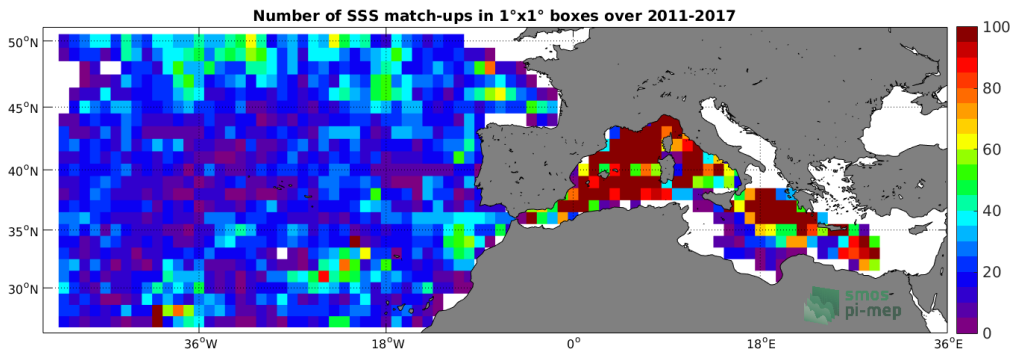 Number of SSS match-ups in 1°x1° boxes over 2011-2017
50°N
45°N
40°N
35°N
30°N
36°W
18°W
0°
18°E
36°E
100
80
60
40
20
0
smos
pi-mep